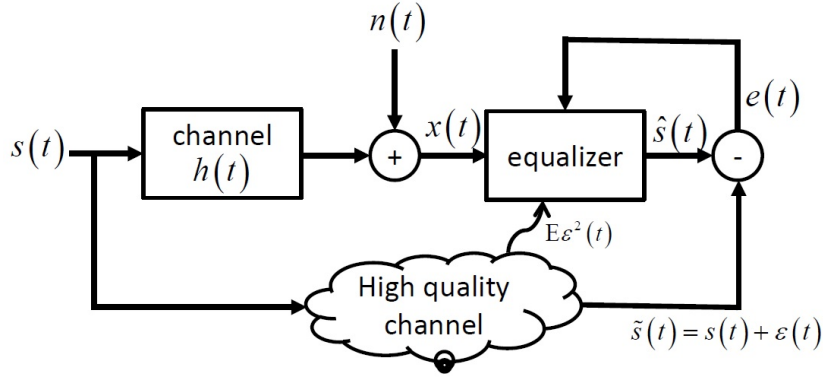 n(t)
s(t)
channel
h(t)
+
x(t)
equalizer
ŝ(t)
-
e(t)
Eε²(t)
High quality
channel
s̃(t) = s(t) + ε(t)